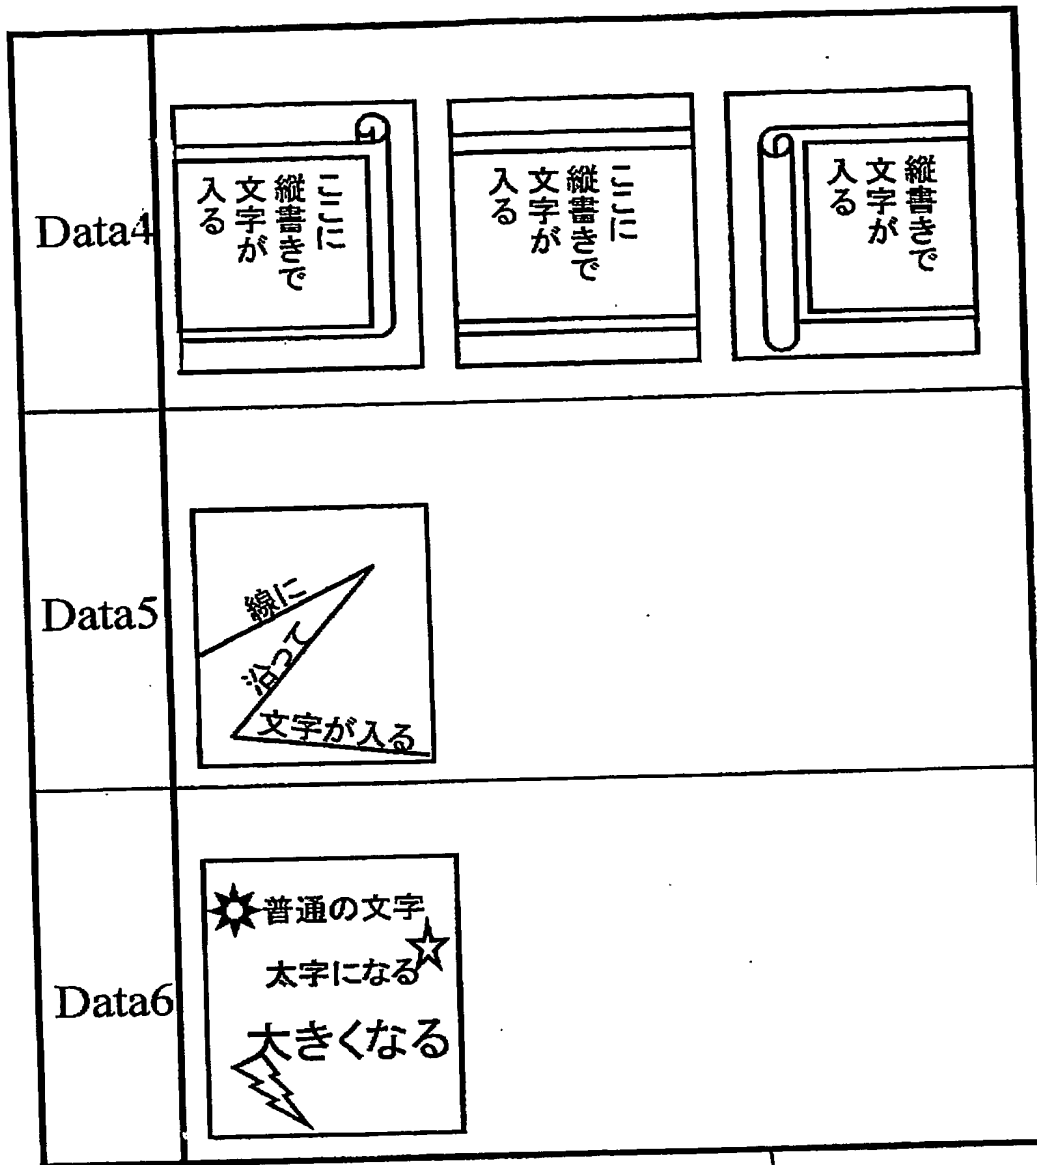 Data4
ここに
縦書きで
文字が
入る
ここに
縦書きで
文字が
入る
縦書きで
文字が
入る
Data5
線に
沿って
文字が入る
Data6
普通の文字
太字になる
大きくなる